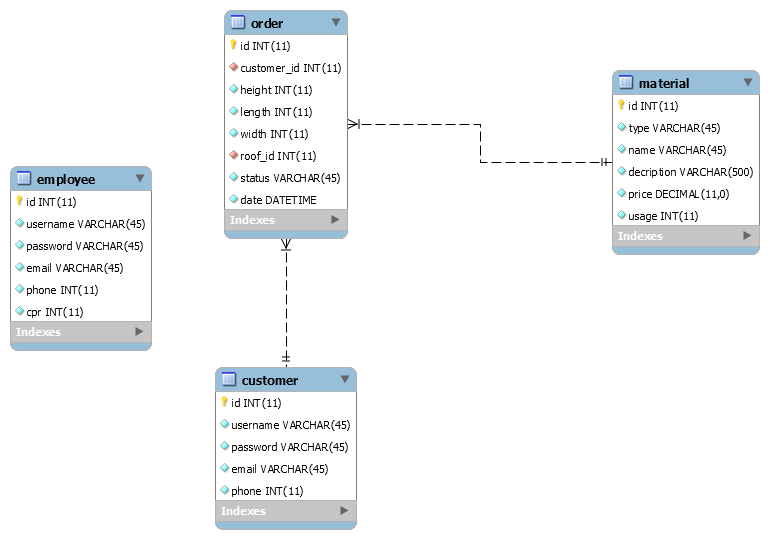 order
id INT(11)
customer_id INT(11)
height INT(11)
length INT(11)
width INT(11)
roof_id INT(11)
status VARCHAR(45)
date DATETIME
Indexes
material
id INT(11)
type VARCHAR(45)
name VARCHAR(45)
decription VARCHAR(500)
price DECIMAL(11,0)
usage INT(11)
Indexes
employee
id INT(11)
username VARCHAR(45)
password VARCHAR(45)
email VARCHAR(45)
phone INT(11)
cpr INT(11)
Indexes
customer
id INT(11)
username VARCHAR(45)
password VARCHAR(45)
email VARCHAR(45)
phone INT(11)
Indexes